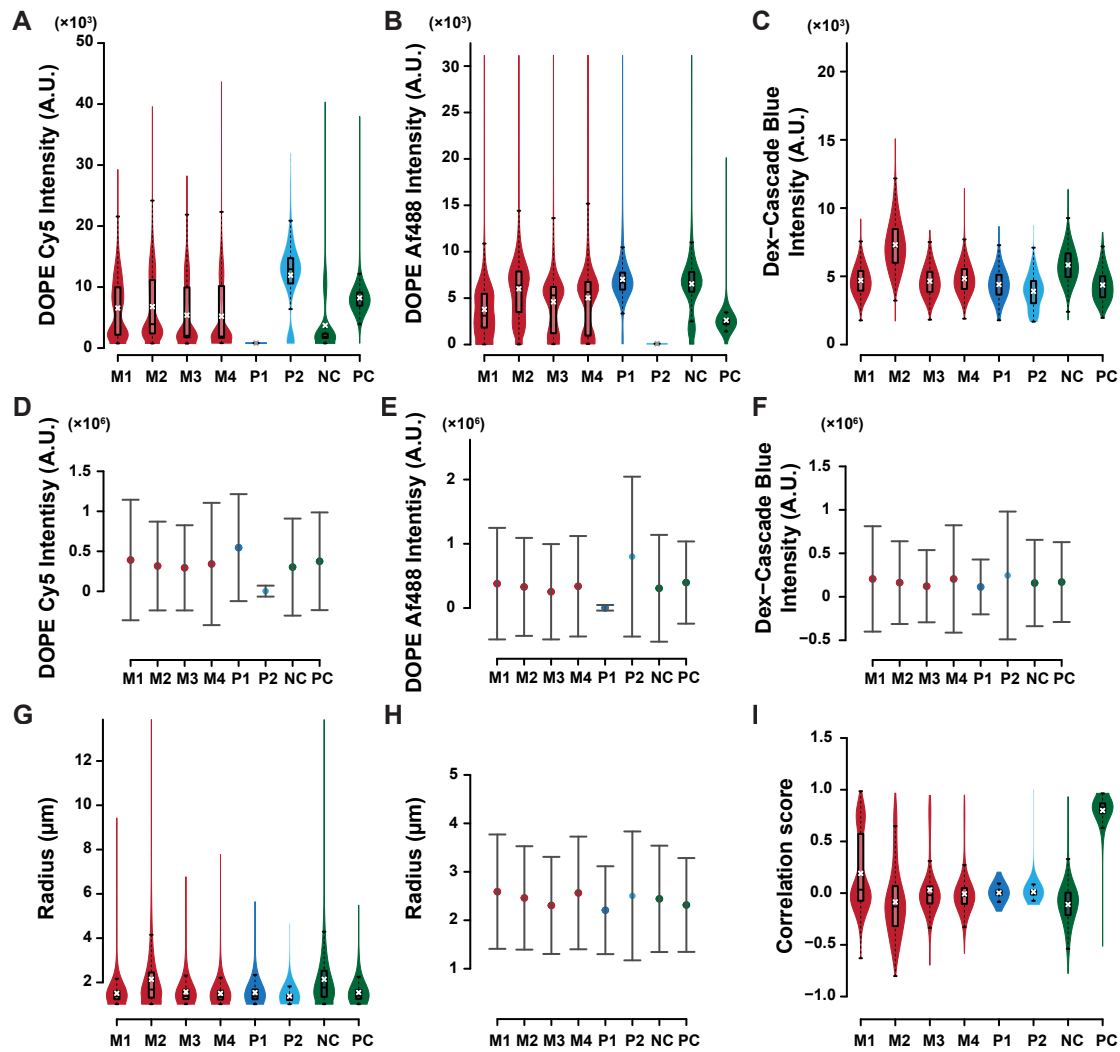 A
(×10³)
DOPE Cy5 Intensity (A.U.)
50
40
30
20
10
0
M1 M2 M3 M4 P1 P2 NC PC
B
(×10³)
DOPE Af488 Intensity (A.U.)
30
25
20
15
10
5
0
M1 M2 M3 M4 P1 P2 NC PC
C
(×10³)
Dex−Cascade Blue
Intensity (A.U.)
20
15
10
5
0
M1 M2 M3 M4 P1 P2 NC PC
D
(×10⁶)
DOPE Cy5 Intentisy (A.U.)
1.5
1.0
0.5
0
M1 M2 M3 M4 P1 P2 NC PC
E
(×10⁶)
DOPE Af488 Intentisy (A.U.)
2
1
0
M1 M2 M3 M4 P1 P2 NC PC
F
(×10⁶)
Dex−Cascade Blue
Intensity (A.U.)
1.5
1.0
0.5
0
−0.5
M1 M2 M3 M4 P1 P2 NC PC
G
Radius (µm)
12
10
8
6
4
2
M1 M2 M3 M4 P1 P2 NC PC
H
Radius (µm)
5
4
3
2
1
M1 M2 M3 M4 P1 P2 NC PC
I
Correlation score
1.5
1.0
0.5
0.0
−0.5
−1.0
M1 M2 M3 M4 P1 P2 NC PC